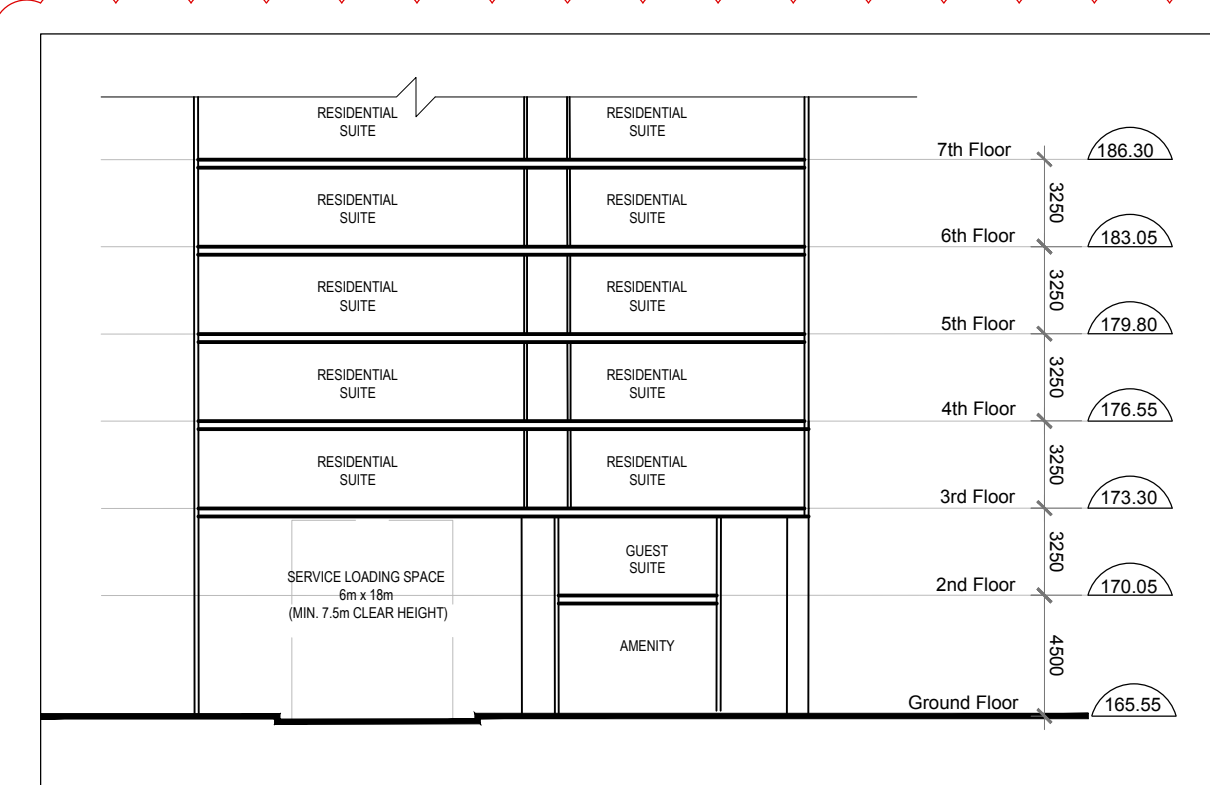 RESIDENTIAL
SUITE
RESIDENTIAL
SUITE
7th Floor
186.30
RESIDENTIAL
SUITE
RESIDENTIAL
SUITE
3250
6th Floor
183.05
RESIDENTIAL
SUITE
RESIDENTIAL
SUITE
3250
5th Floor
179.80
RESIDENTIAL
SUITE
RESIDENTIAL
SUITE
3250
4th Floor
176.55
RESIDENTIAL
SUITE
RESIDENTIAL
SUITE
3250
3rd Floor
173.30
SERVICE LOADING SPACE
6m x 18m
(MIN. 7.5m CLEAR HEIGHT)
GUEST
SUITE
3250
2nd Floor
170.05
AMENITY
4500
Ground Floor
165.55